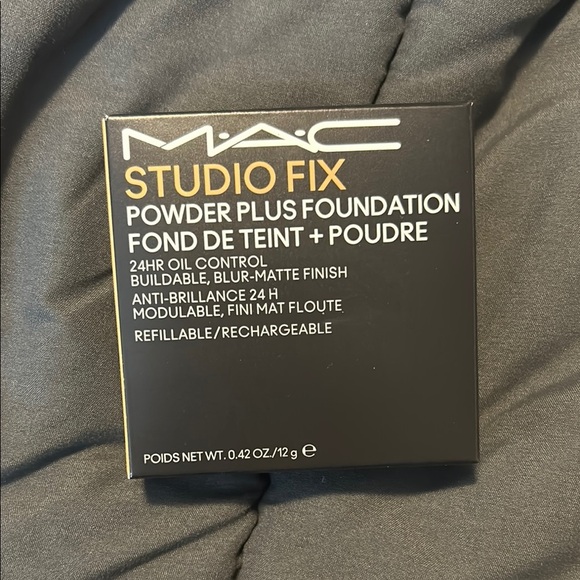 M·A·C
STUDIO FIX
POWDER PLUS FOUNDATION
FOND DE TEINT + POUDRE
24HR OIL CONTROL
BUILDABLE, BLUR-MATTE FINISH
ANTI-BRILLANCE 24 H
MODULABLE, FINI MAT FLOUTE
REFILLABLE/RECHARGEABLE
POIDS NET WT. 0.42 OZ./12 g ℮